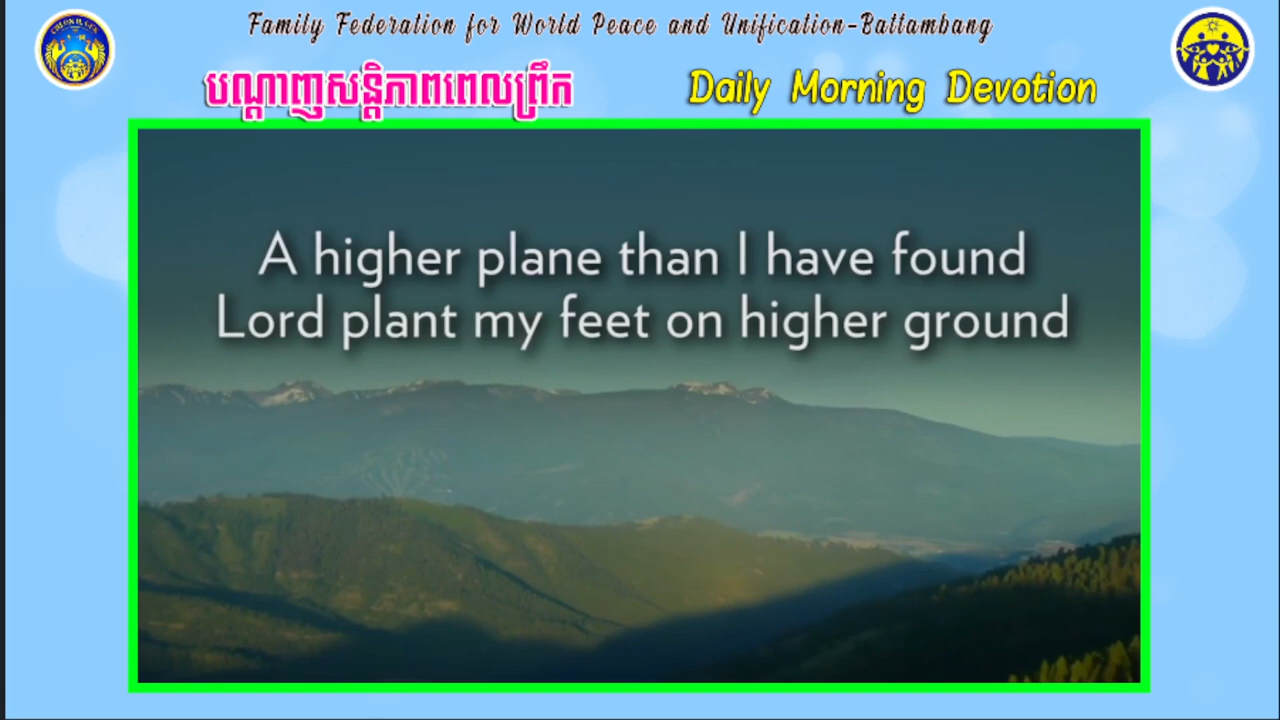 Family Federation for World Peace and Unification-Battambang
បណ្តាញសន្តិភាពពេលព្រឹក
Daily Morning Devotion
A higher plane than I have found
Lord plant my feet on higher ground